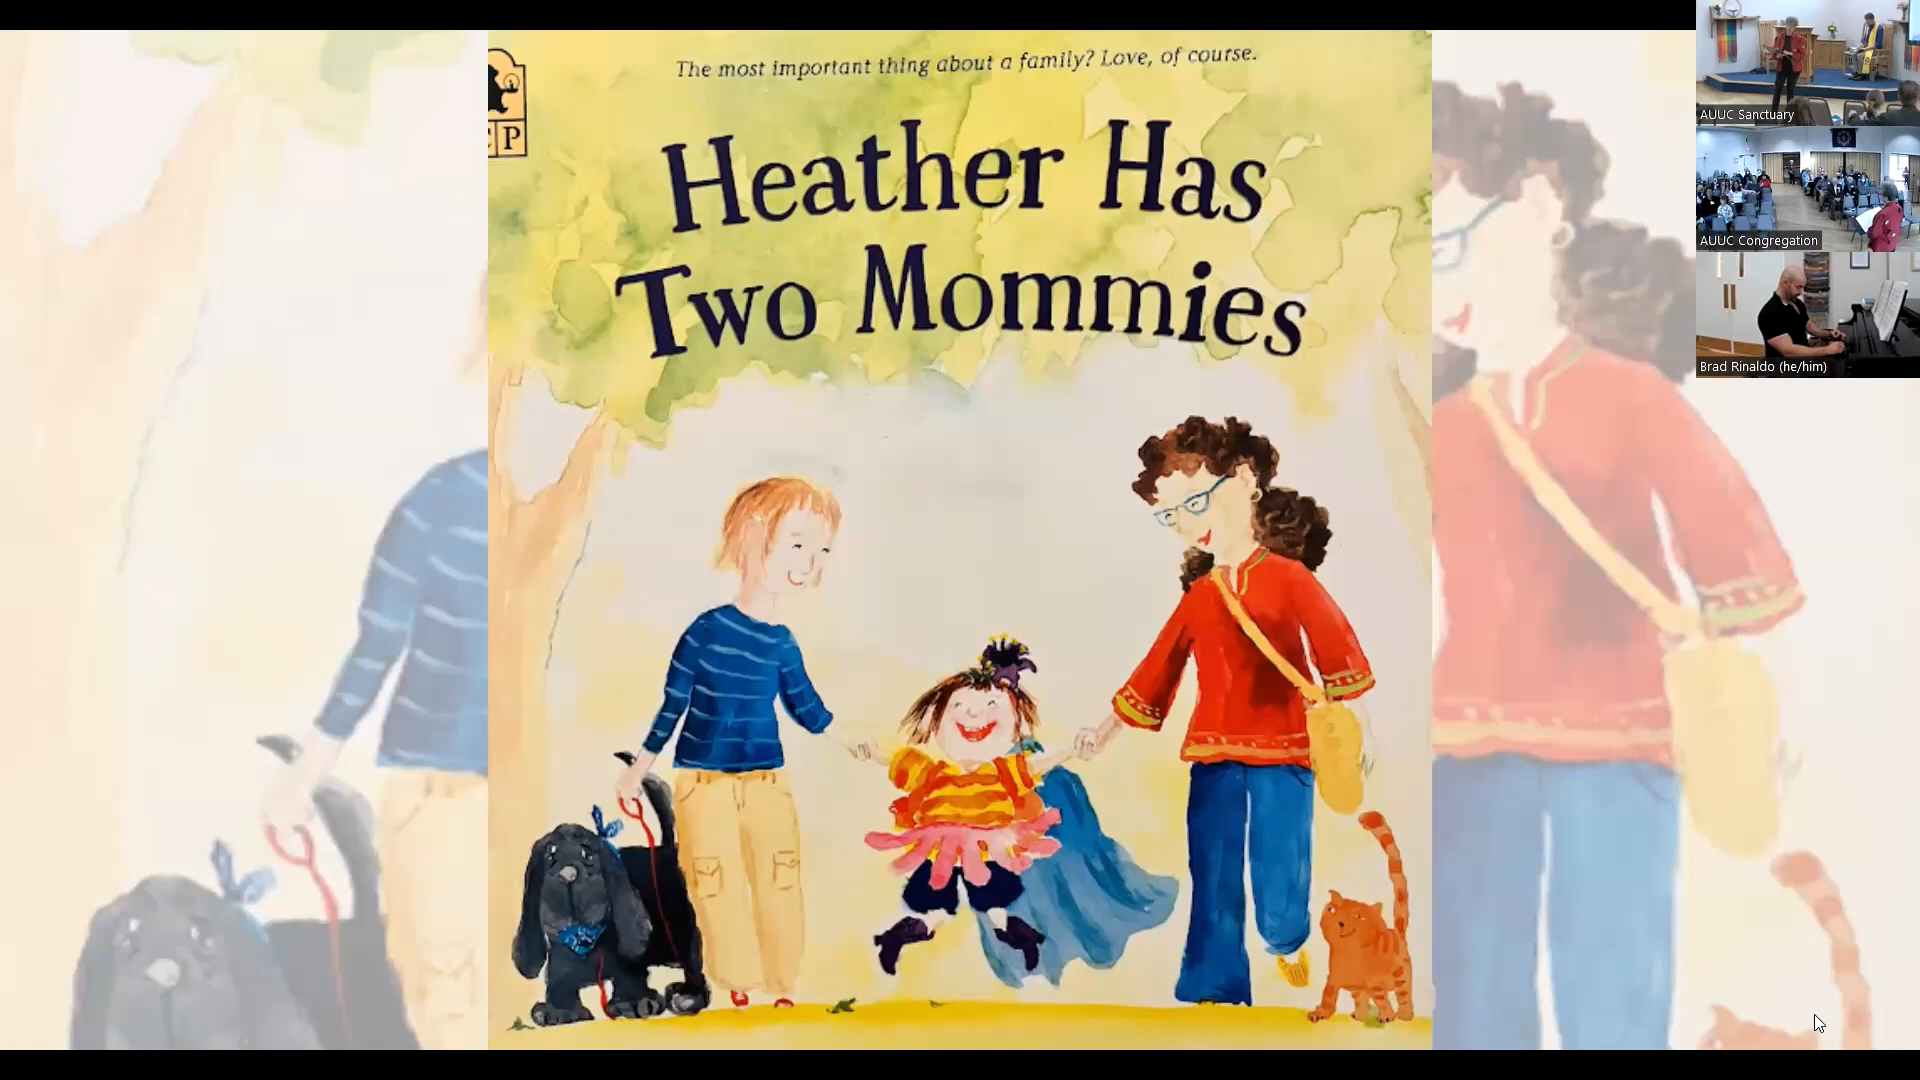 The most important thing about a family? Love, of course.
Heather Has
Two Mommies
P
AUUC Sanctuary
AUUC Congregation
Brad Rinaldo (he/him)